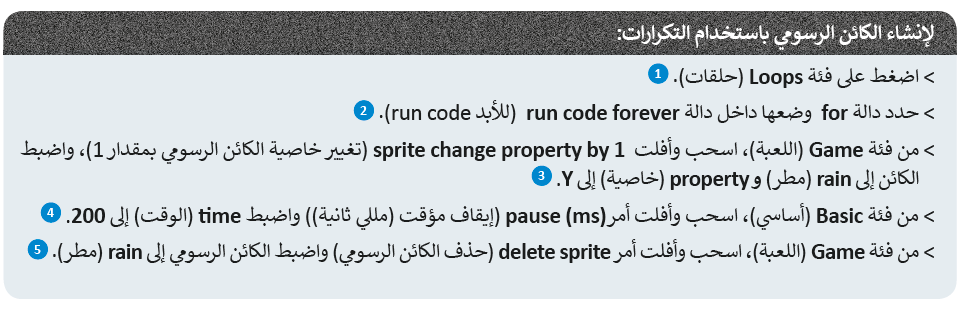 لإنشاء الكائن الرسومي باستخدام التكرارات:
> اضغط على فئة Loops (حلقات). 1
> حدد دالة for وضعها داخل دالة run code forever (للأبد run code). 2
> من فئة Game (اللعبة)، اسحب وأفلت sprite change property by 1 (تغيير خاصية الكائن الرسومي بمقدار 1)، واضبط
الكائن إلى rain (مطر) و property (خاصية) إلى Y. 3
> من فئة Basic (أساسي)، اسحب وأفلت أمر pause (ms) (إيقاف مؤقت (مللي ثانية)) واضبط time (الوقت) إلى 200. 4
> من فئة Game (اللعبة)، اسحب وأفلت أمر delete sprite (حذف الكائن الرسومي) واضبط الكائن الرسومي إلى rain (مطر). 5